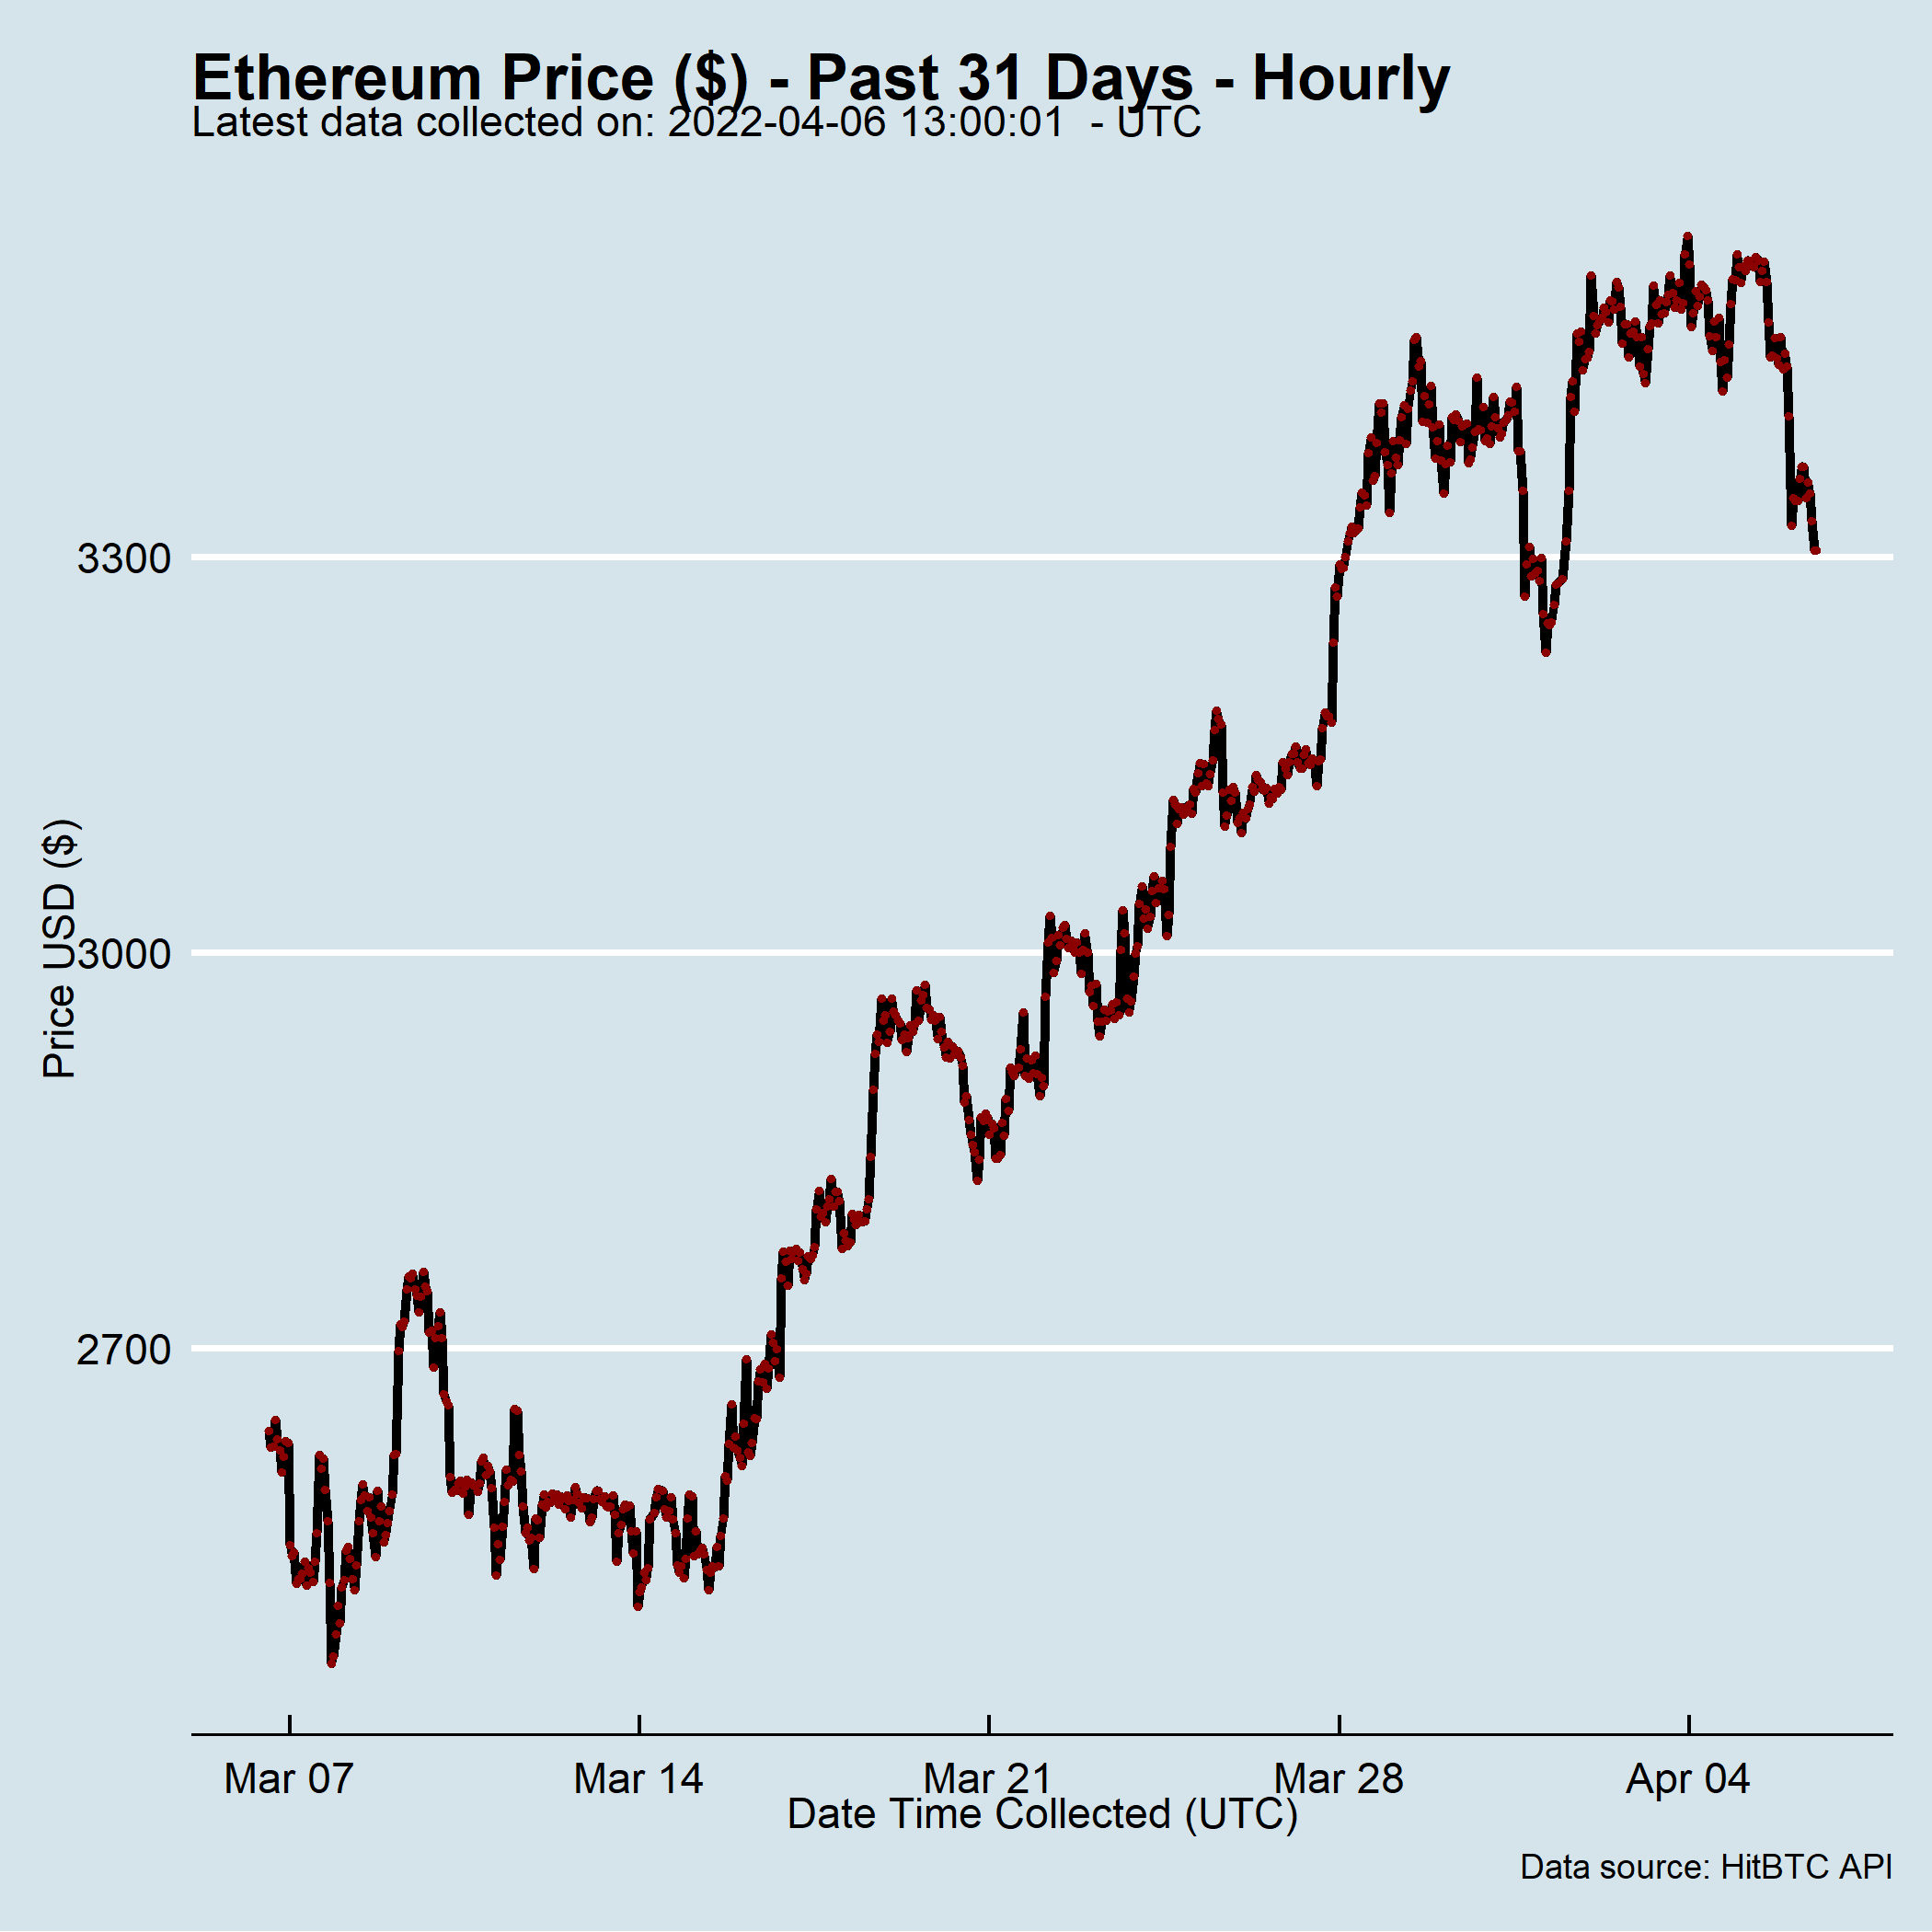 Ethereum Price ($) - Past 31 Days - Hourly
Latest data collected on: 2022-04-06 13:00:01  - UTC
Price USD ($)
3300
3000
2700
Mar 07
Mar 14
Mar 21
Mar 28
Apr 04
Date Time Collected (UTC)
Data source: HitBTC API